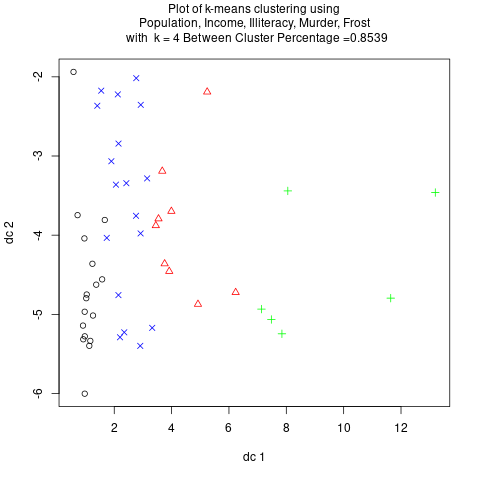 Plot of k-means clustering using
Population, Income, Illiteracy, Murder, Frost
with k = 4 Between Cluster Percentage =0.8539
-2
-3
-4
-5
-6
dc 2
2 4 6 8 10 12
dc 1